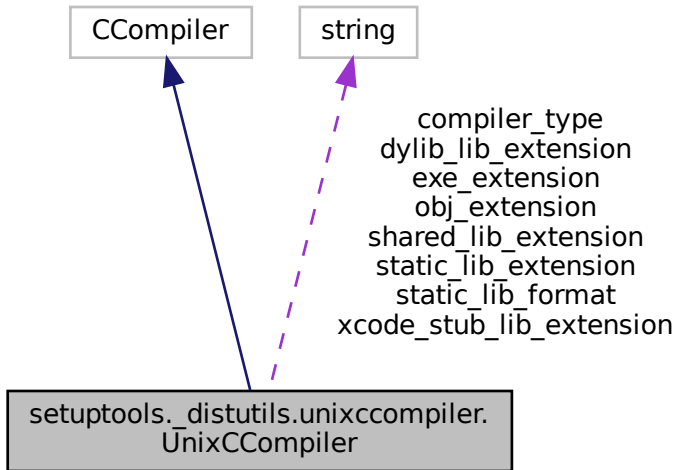 CCompiler
string
compiler_type
dylib_lib_extension
exe_extension
obj_extension
shared_lib_extension
static_lib_extension
static_lib_format
xcode_stub_lib_extension
setuptools._distutils.unixccompiler.
UnixCCompiler